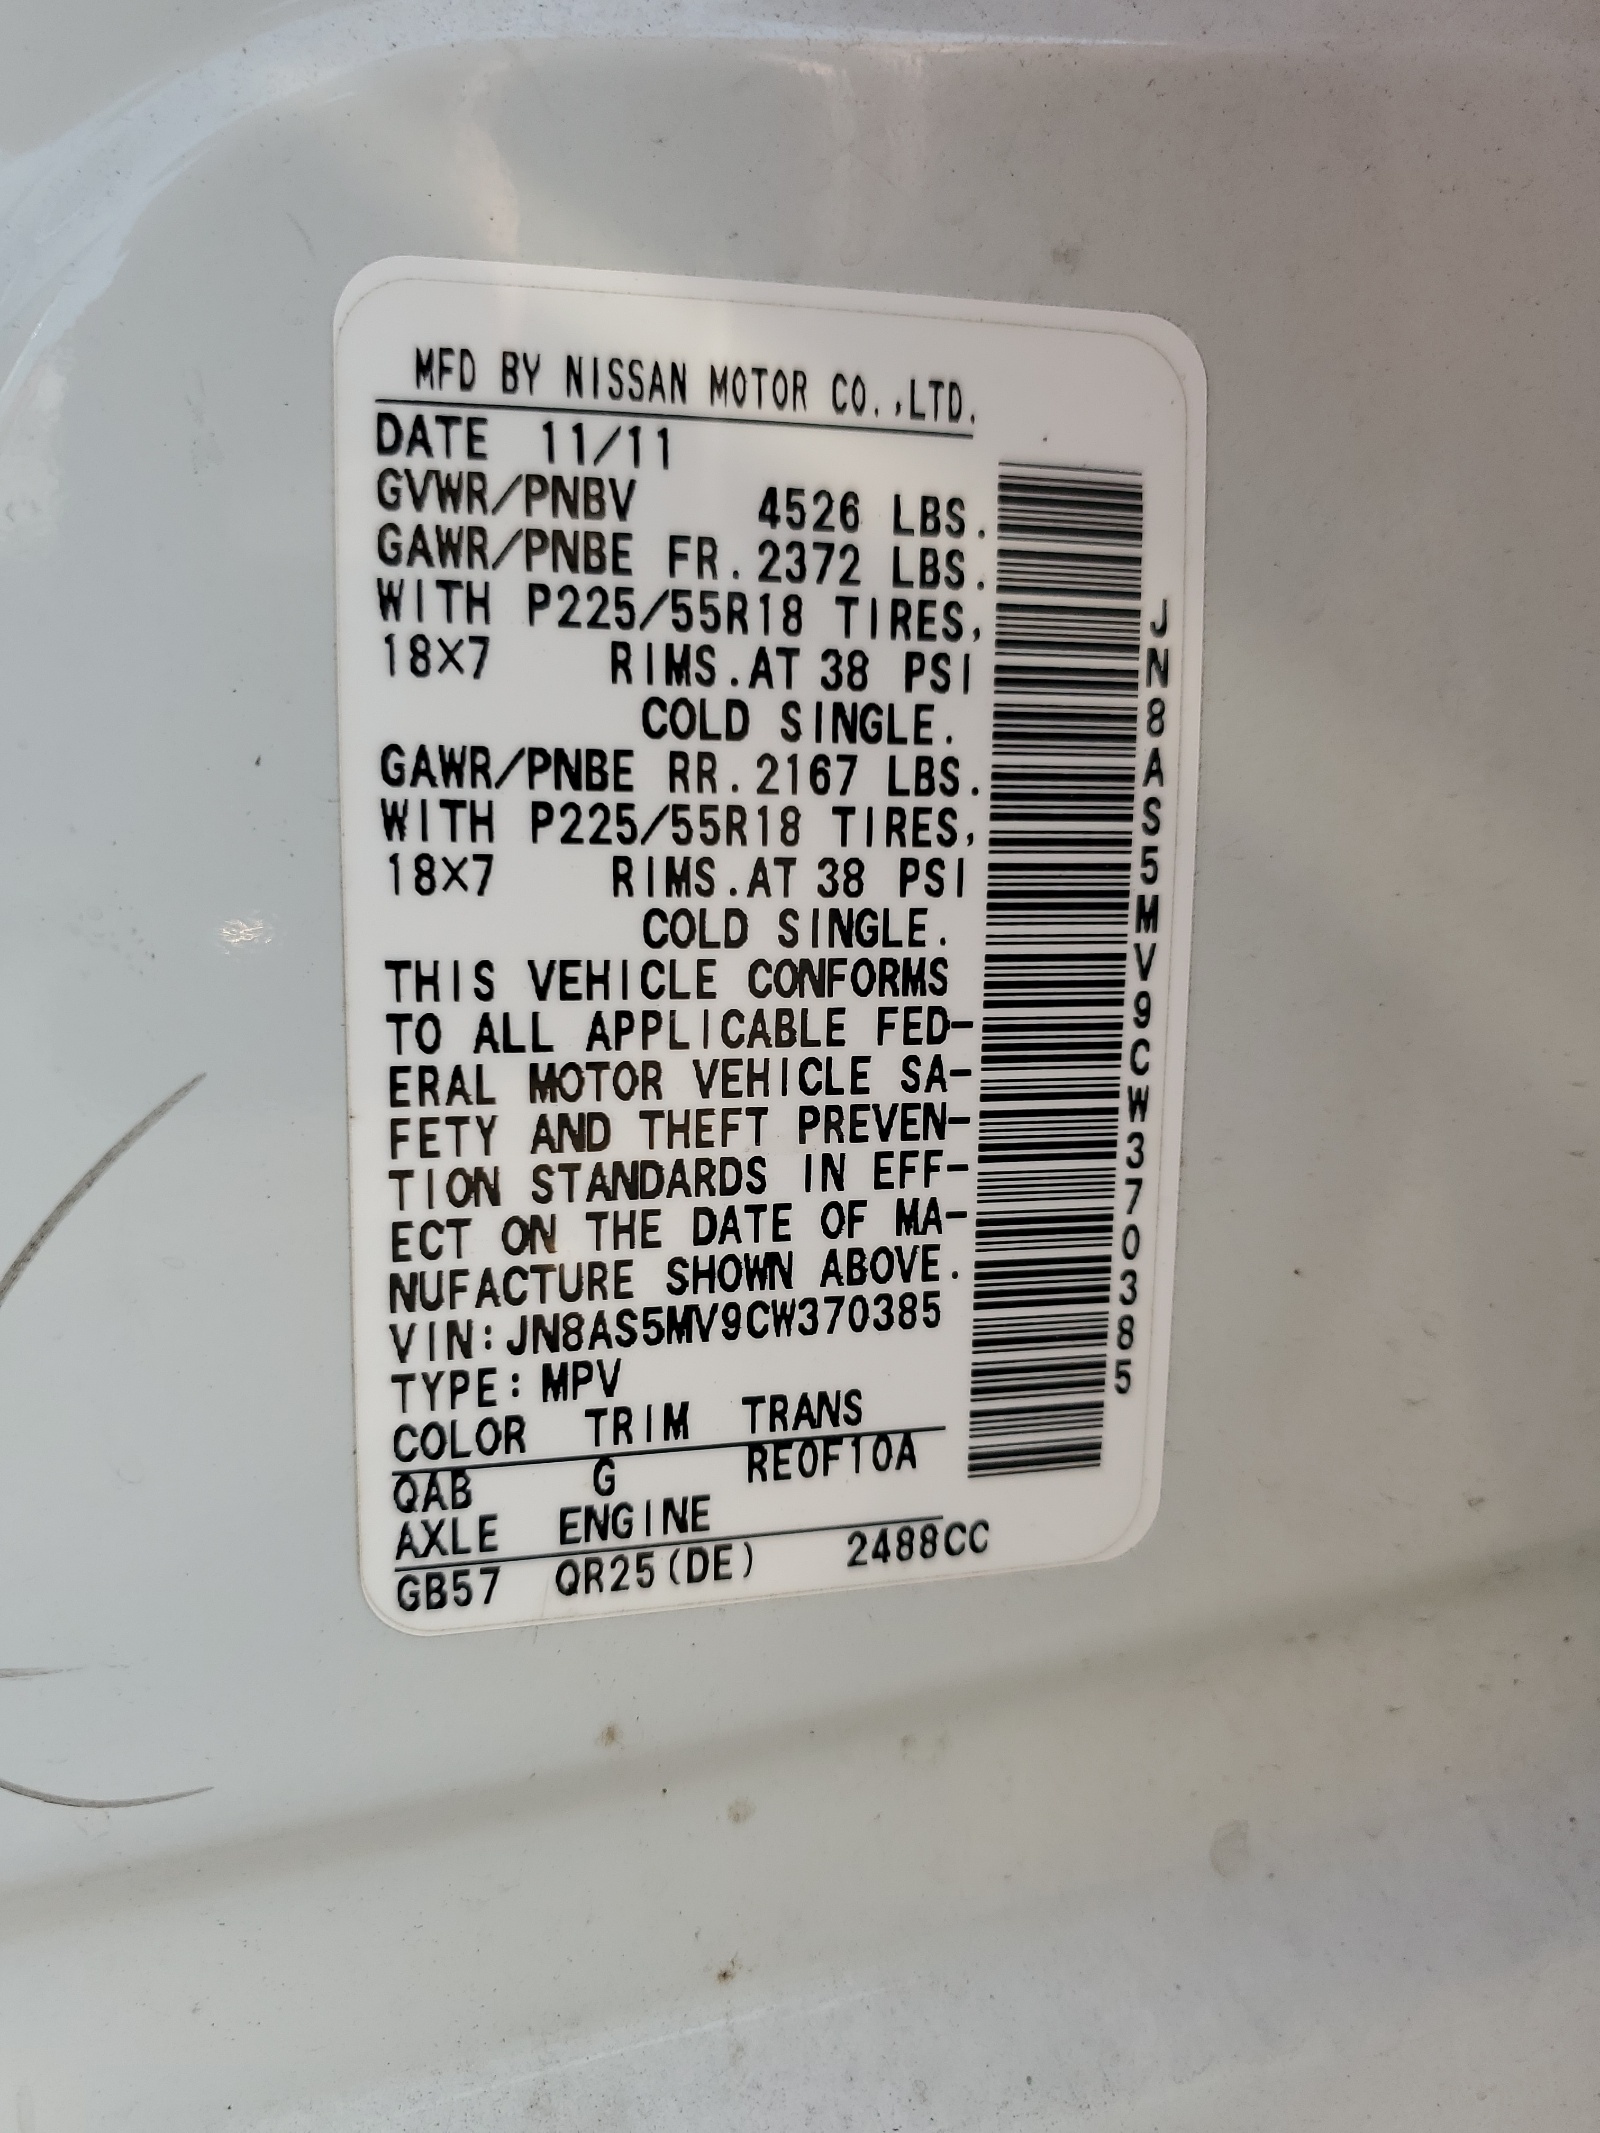 MFD BY NISSAN MOTOR CO.,LTD.
DATE 11/11
GVWR/PNBV 4526 LBS.
GAWR/PNBE FR. 2372 LBS.
WITH P225/55R18 TIRES,
18X7 RIMS. AT 38 PSI
COLD SINGLE.
GAWR/PNBE RR. 2167 LBS.
WITH P225/55R18 TIRES,
18X7 RIMS. AT 38 PSI
COLD SINGLE.
THIS VEHICLE CONFORMS
TO ALL APPLICABLE FED-
ERAL MOTOR VEHICLE SA-
FETY AND THEFT PREVEN-
TION STANDARDS IN EFF-
ECT ON THE DATE OF MA-
NUFACTURE SHOWN ABOVE.
VIN: JN8AS5MV9CW370385
TYPE: MPV
COLOR TRIM TRANS
QAB G RE0F10A
AXLE ENGINE
GB57 QR25(DE) 2488CC
JN8AS5MV9CW370385